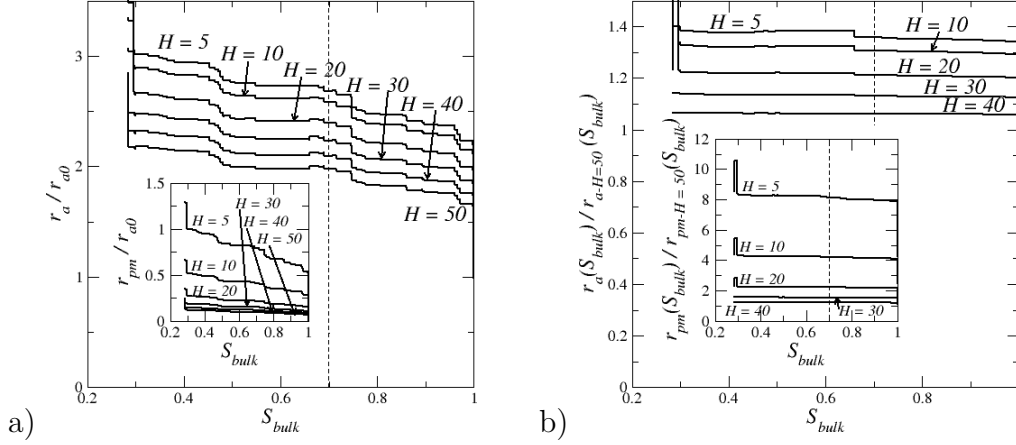 3
2
1
0
0.2
0.4
0.6
0.8
1
r_a / r_a0
S_bulk
H = 5
H = 10
H = 20
H = 30
H = 40
H = 50
1.5
1
0.5
0
0.2
0.4
0.6
0.8
1
r_pm / r_a0
S_bulk
H = 5
H = 10
H = 20
H = 30
H = 40
H = 50
a)
1.4
1.2
1
0.8
0.6
0.4
0.2
0
0.2
0.4
0.6
0.8
r_a(S_bulk) / r_a-H=50 (S_bulk)
S_bulk
H = 5
H = 10
H = 20
H = 30
H = 40
12
10
8
6
4
2
0
0.2
0.4
0.6
0.8
1
r_pm(S_bulk) / r_pm-H = 50 (S_bulk)
S_bulk
H = 5
H = 10
H = 20
H = 40
H = 30
b)